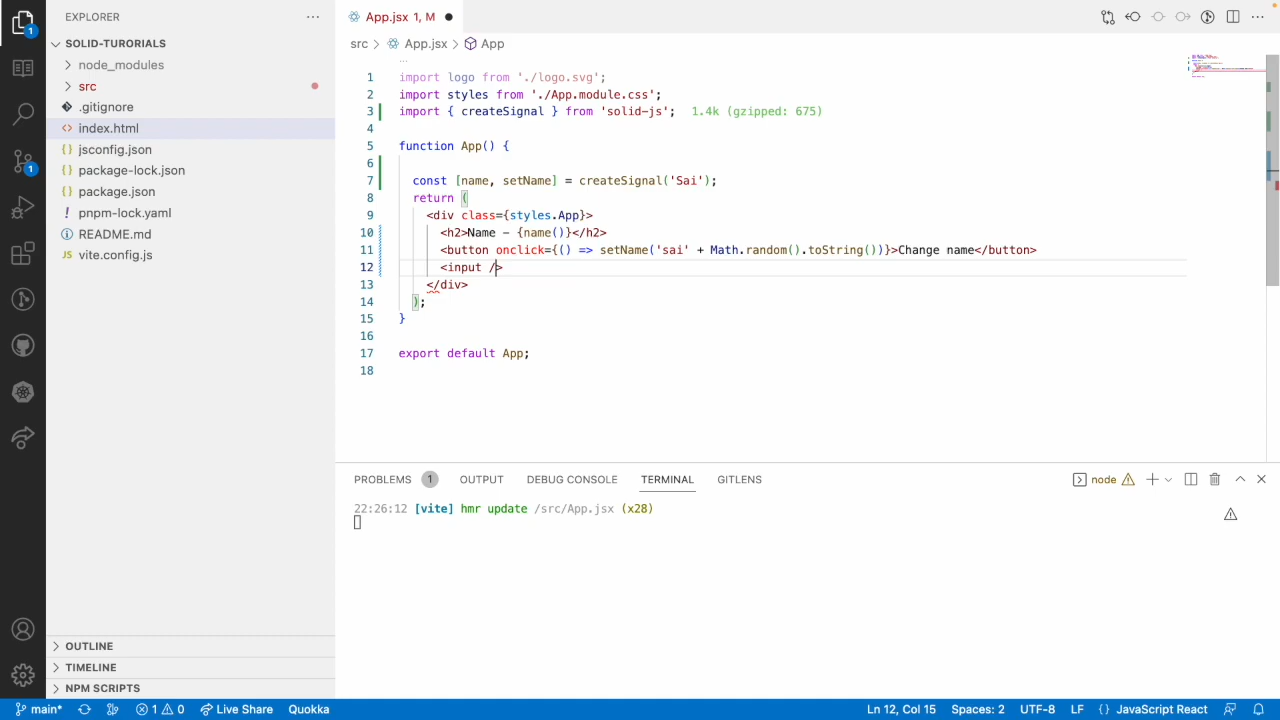 EXPLORER
SOLID-TURORIALS
node_modules
src
.gitignore
index.html
jsconfig.json
package-lock.json
package.json
pnpm-lock.yaml
README.md
vite.config.js
OUTLINE
TIMELINE
NPM SCRIPTS
1
1
App.jsx 1, M
src > App.jsx > App
1 import logo from './logo.svg';
2 import styles from './App.module.css';
3 import { createSignal } from 'solid-js'; 1.4k (gzipped: 675)
4
5 function App() {
6
7 const [name, setName] = createSignal('Sai');
8 return (
9 <div class={styles.App}>
10 <h2>Name - {name()}</h2>
11 <button onclick={() => setName('sai' + Math.random().toString())}>Change name</button>
12 <input />
13 </div>
14 );
15 }
16
17 export default App;
18
PROBLEMS 1 OUTPUT DEBUG CONSOLE TERMINAL GITLENS node
22:26:12 [vite] hmr update /src/App.jsx (x28)
main* 1 0 Live Share Quokka Ln 12, Col 15 Spaces: 2 UTF-8 LF {} JavaScript React